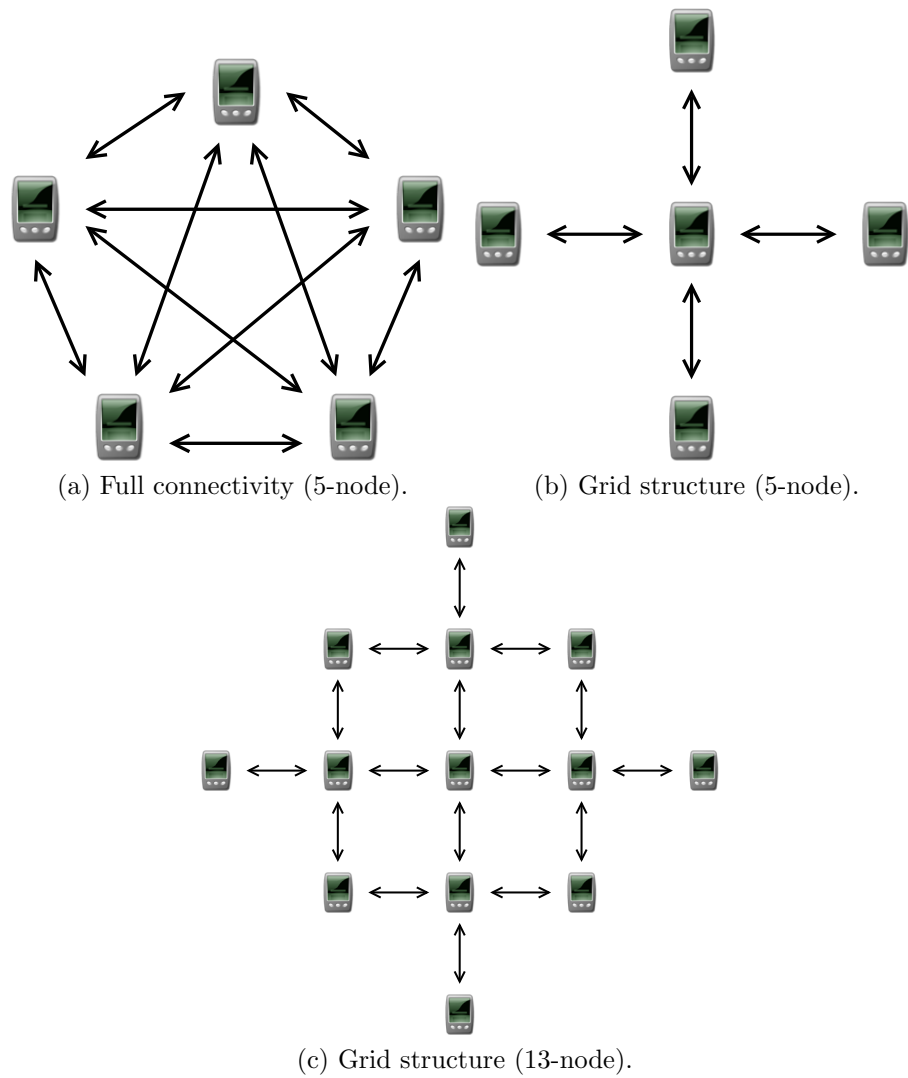 (a) Full connectivity (5-node).
(b) Grid structure (5-node).
(c) Grid structure (13-node).